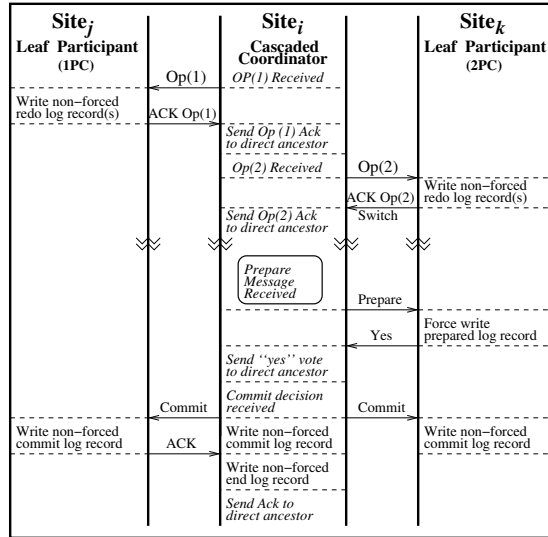 Site_j
Leaf Participant
(1PC)
Site_i
Cascaded
Coordinator
Site_k
Leaf Participant
(2PC)
Op(1)
OP(1) Received
Write non-forced
redo log record(s)
ACK Op(1)
Send Op (1) Ack
to direct ancestor
Op(2) Received
Op(2)
ACK Op(2)
Write non-forced
redo log record(s)
Send Op(2) Ack
to direct ancestor
Switch
Prepare
Message
Received
Prepare
Yes
Force write
prepared log record
Send ‘‘yes’’ vote
to direct ancestor
Commit decision
received
Commit
Commit
Write non-forced
commit log record
Write non-forced
commit log record
Write non-forced
commit log record
ACK
Write non-forced
end log record
Send Ack to
direct ancestor